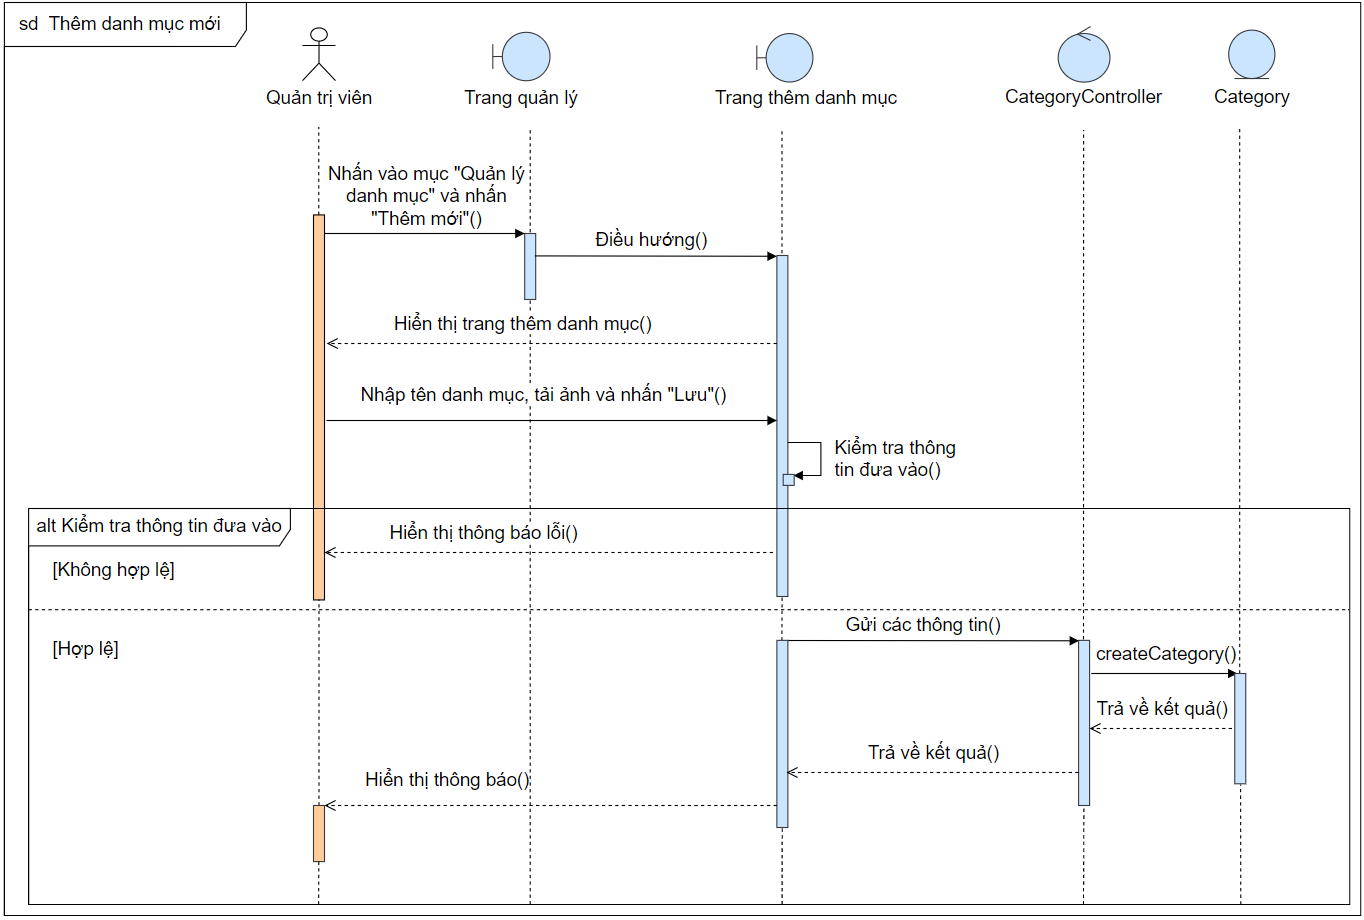 sd  Thêm danh mục mới
Quản trị viên
Trang quản lý
Trang thêm danh mục
CategoryController
Category
Nhấn vào mục "Quản lý
danh mục" và nhấn
"Thêm mới"()
Điều hướng()
Hiển thị trang thêm danh mục()
Nhập tên danh mục, tải ảnh và nhấn "Lưu"()
Kiểm tra thông
tin đưa vào()
alt Kiểm tra thông tin đưa vào
Hiển thị thông báo lỗi()
[Không hợp lệ]
Gửi các thông tin()
[Hợp lệ]
createCategory()
Trả về kết quả()
Trả về kết quả()
Hiển thị thông báo()